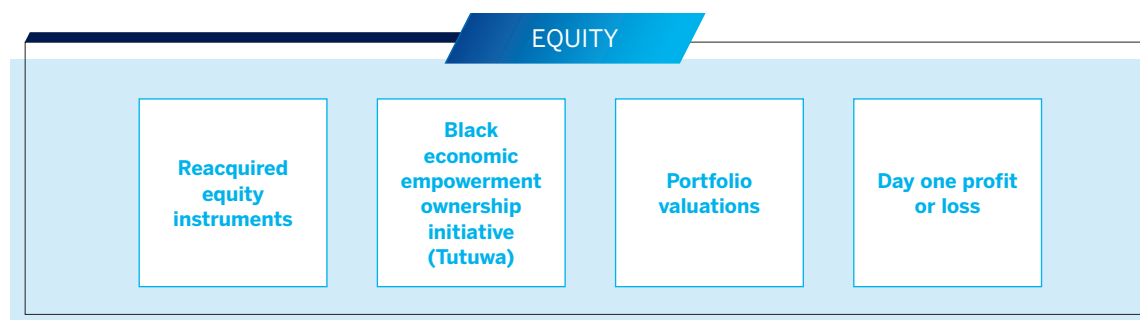 EQUITY
Reacquired
equity
instruments
Black
economic
empowerment
ownership
initiative
(Tutuwa)
Portfolio
valuations
Day one profit
or loss